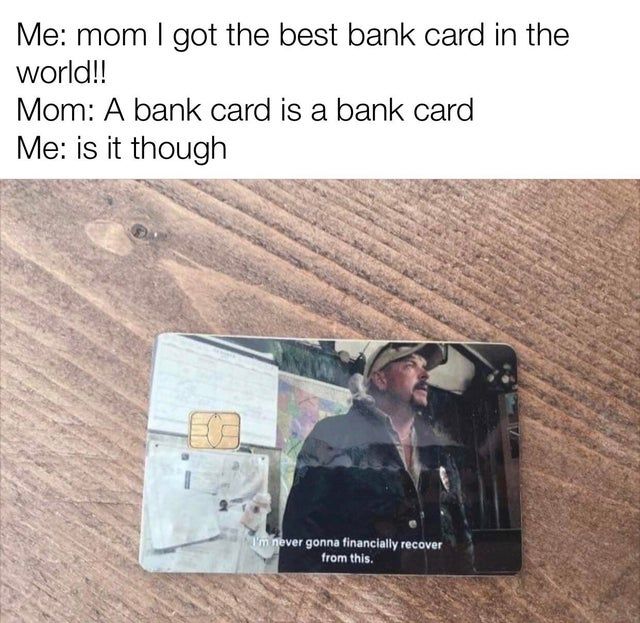 Me: mom I got the best bank card in the
world!!
Mom: A bank card is a bank card
Me: is it though
I'm never gonna financially recover
from this.